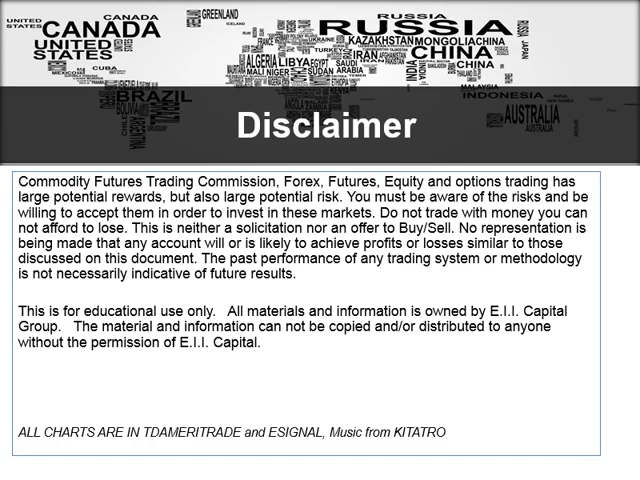 UNITED
STATES
CANADA
CANADA
GREENLAND
ICELAND
RUSSIA
RUSSIA
RUSSIA
JAPAN
UNITED
STATES
KAZAKHSTAN
MONGOLIA
CHINA
CUBA
MEXICO
ALGERIA
LIBYA
EGYPT
TURKEY
UKRAINE
IRAN
INDIA
CHINA
CHINA
MALI
NIGER
SUDAN
SAUDI
ARABIA
MALAYSIA
BRAZIL
KENYA
ANGOLA
INDONESIA
AUSTRALIA
AUSTRALIA
Disclaimer
Commodity Futures Trading Commission, Forex, Futures, Equity and options trading has
large potential rewards, but also large potential risk. You must be aware of the risks and be
willing to accept them in order to invest in these markets. Do not trade with money you can
not afford to lose. This is neither a solicitation nor an offer to Buy/Sell. No representation is
being made that any account will or is likely to achieve profits or losses similar to those
discussed on this document. The past performance of any trading system or methodology
is not necessarily indicative of future results.
This is for educational use only.   All materials and information is owned by E.I.I. Capital
Group.   The material and information can not be copied and/or distributed to anyone
without the permission of E.I.I. Capital.
ALL CHARTS ARE IN TDAMERITRADE and ESIGNAL, Music from KITATRO